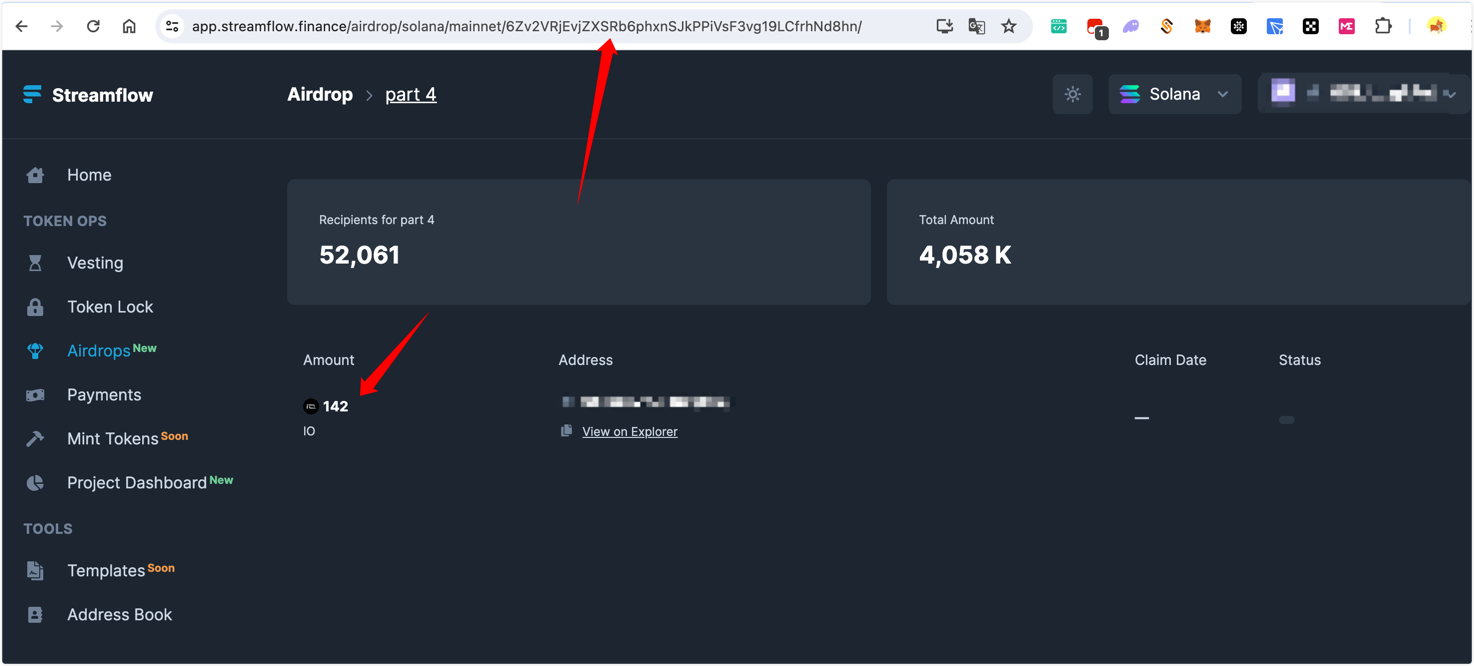 app.streamflow.finance/airdrop/solana/mainnet/6Zv2VRjEvjZXSRb6phxnSJkPPiVsF3vg19LCfrhNd8hn/
1
ME
Streamflow
Airdrop > part 4
Solana
Home
TOKEN OPS
Vesting
Token Lock
Airdrops New
Payments
Mint Tokens Soon
Project Dashboard New
TOOLS
Templates Soon
Address Book
Recipients for part 4
52,061
Total Amount
4,058 K
Amount Address Claim Date Status
142
IO
View on Explorer
—